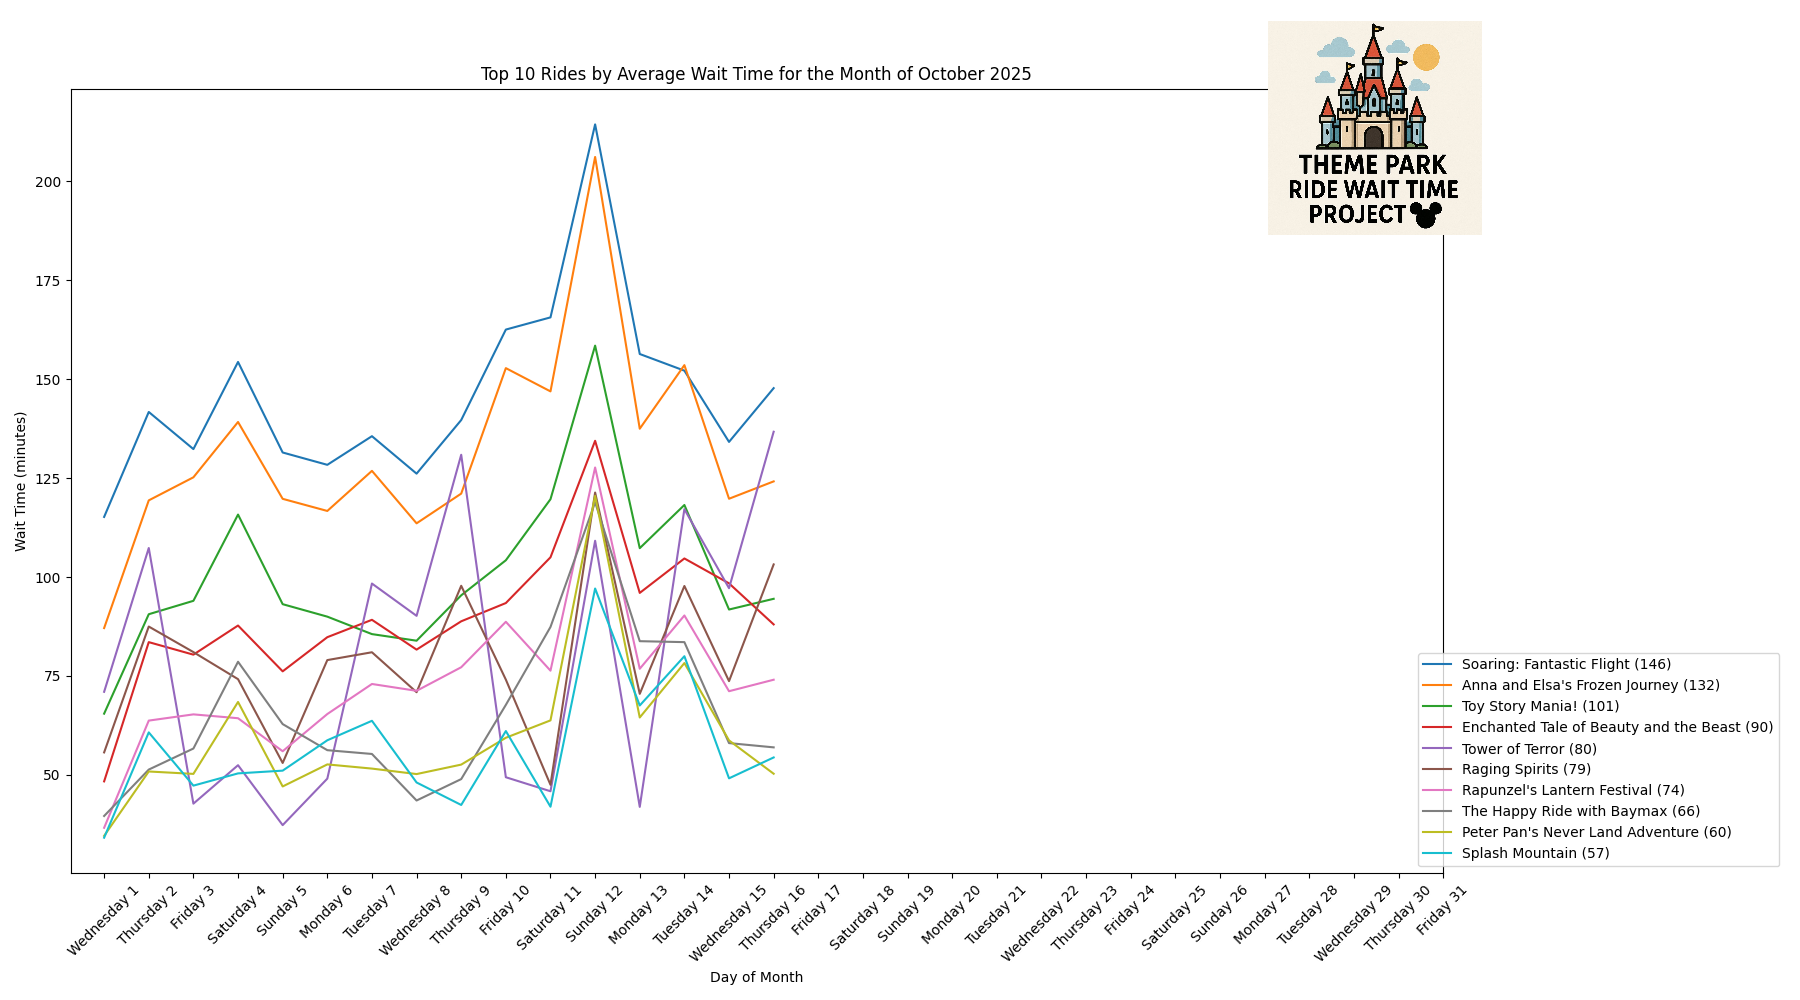 Top 10 Rides by Average Wait Time for the Month of October 2025
THEME PARK
RIDE WAIT TIME
PROJECT
Wait Time (minutes)
200
175
150
125
100
75
50
Soaring: Fantastic Flight (146)
Anna and Elsa's Frozen Journey (132)
Toy Story Mania! (101)
Enchanted Tale of Beauty and the Beast (90)
Tower of Terror (80)
Raging Spirits (79)
Rapunzel's Lantern Festival (74)
The Happy Ride with Baymax (66)
Peter Pan's Never Land Adventure (60)
Splash Mountain (57)
Wednesday 1
Thursday 2
Friday 3
Saturday 4
Sunday 5
Monday 6
Tuesday 7
Wednesday 8
Thursday 9
Friday 10
Saturday 11
Sunday 12
Monday 13
Tuesday 14
Wednesday 15
Thursday 16
Friday 17
Saturday 18
Sunday 19
Monday 20
Tuesday 21
Wednesday 22
Thursday 23
Friday 24
Saturday 25
Sunday 26
Monday 27
Tuesday 28
Wednesday 29
Thursday 30
Friday 31
Day of Month